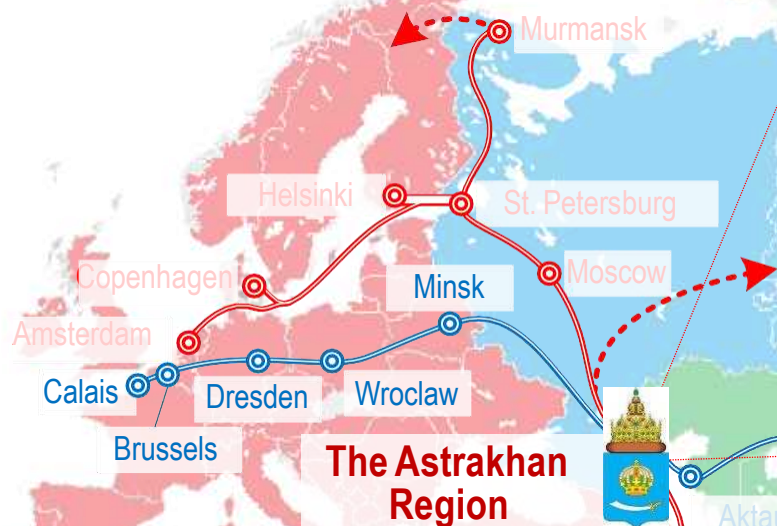 Murmansk
Helsinki
St. Petersburg
Copenhagen
Moscow
Minsk
Amsterdam
Calais
Dresden
Wroclaw
Brussels
The Astrakhan
Region